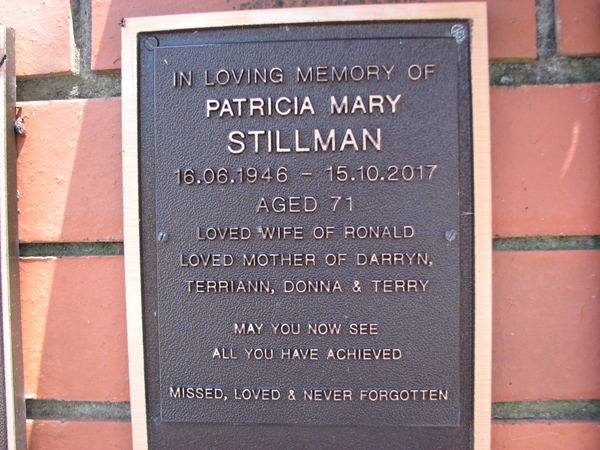 IN LOVING MEMORY OF
PATRICIA MARY
STILLMAN
16.06.1946 - 15.10.2017
AGED 71
LOVED WIFE OF RONALD
LOVED MOTHER OF DARRYN,
TERRIANN, DONNA & TERRY
MAY YOU NOW SEE
ALL YOU HAVE ACHIEVED
MISSED, LOVED & NEVER FORGOTTEN